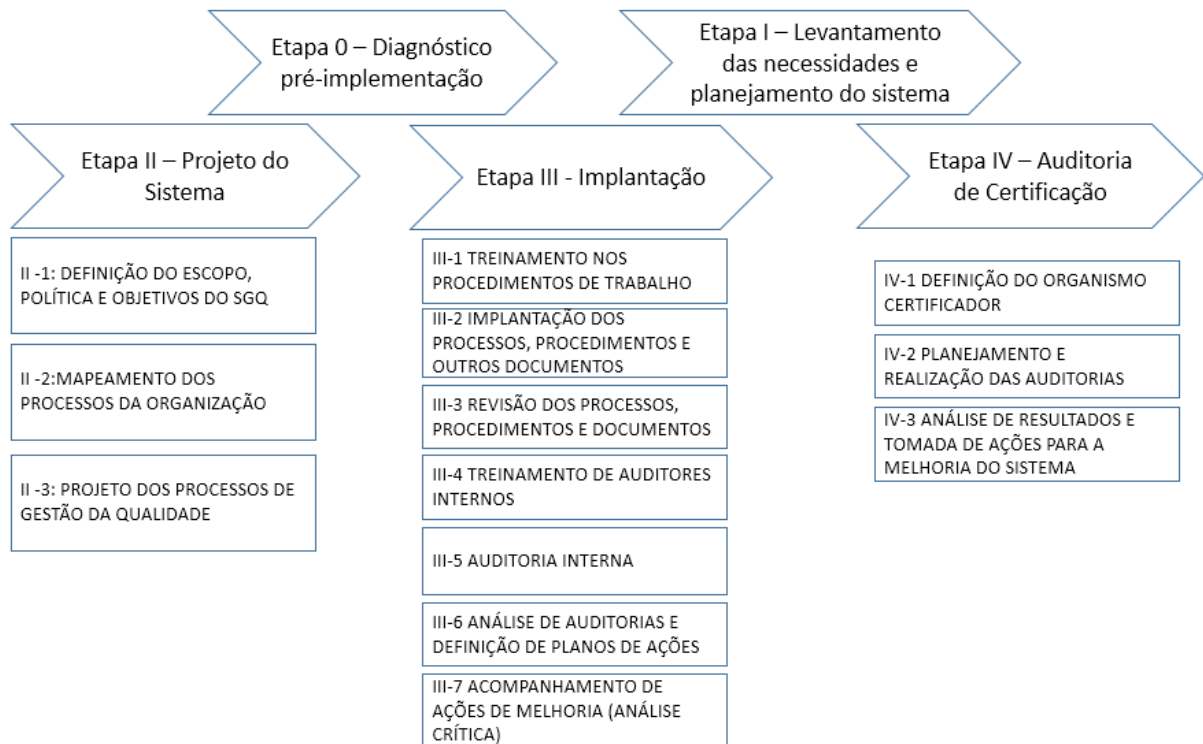 Etapa 0 – Diagnóstico
pré-implementação
Etapa I – Levantamento
das necessidades e
planejamento do sistema
Etapa II – Projeto do
Sistema
II -1: DEFINIÇÃO DO ESCOPO,
POLÍTICA E OBJETIVOS DO SGQ
II -2:MAPEAMENTO DOS
PROCESSOS DA ORGANIZAÇÃO
II -3: PROJETO DOS PROCESSOS DE
GESTÃO DA QUALIDADE
Etapa III - Implantação
III-1 TREINAMENTO NOS
PROCEDIMENTOS DE TRABALHO
III-2 IMPLANTAÇÃO DOS
PROCESSOS, PROCEDIMENTOS E
OUTROS DOCUMENTOS
III-3 REVISÃO DOS PROCESSOS,
PROCEDIMENTOS E DOCUMENTOS
III-4 TREINAMENTO DE AUDITORES
INTERNOS
III-5 AUDITORIA INTERNA
III-6 ANÁLISE DE AUDITORIAS E
DEFINIÇÃO DE PLANOS DE AÇÕES
III-7 ACOMPANHAMENTO DE
AÇÕES DE MELHORIA (ANÁLISE
CRÍTICA)
Etapa IV – Auditoria
de Certificação
IV-1 DEFINIÇÃO DO ORGANISMO
CERTIFICADOR
IV-2 PLANEJAMENTO E
REALIZAÇÃO DAS AUDITORIAS
IV-3 ANÁLISE DE RESULTADOS E
TOMADA DE AÇÕES PARA A
MELHORIA DO SISTEMA